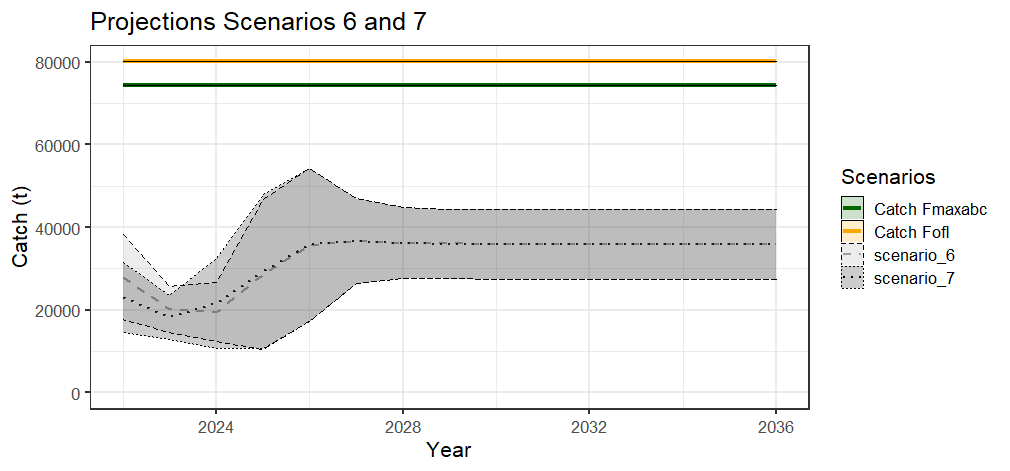 Projections Scenarios 6 and 7
80000
60000
40000
20000
0
Catch (t)
2024
2028
2032
2036
Year
Scenarios
Catch Fmaxabc
Catch Fofl
scenario_6
scenario_7